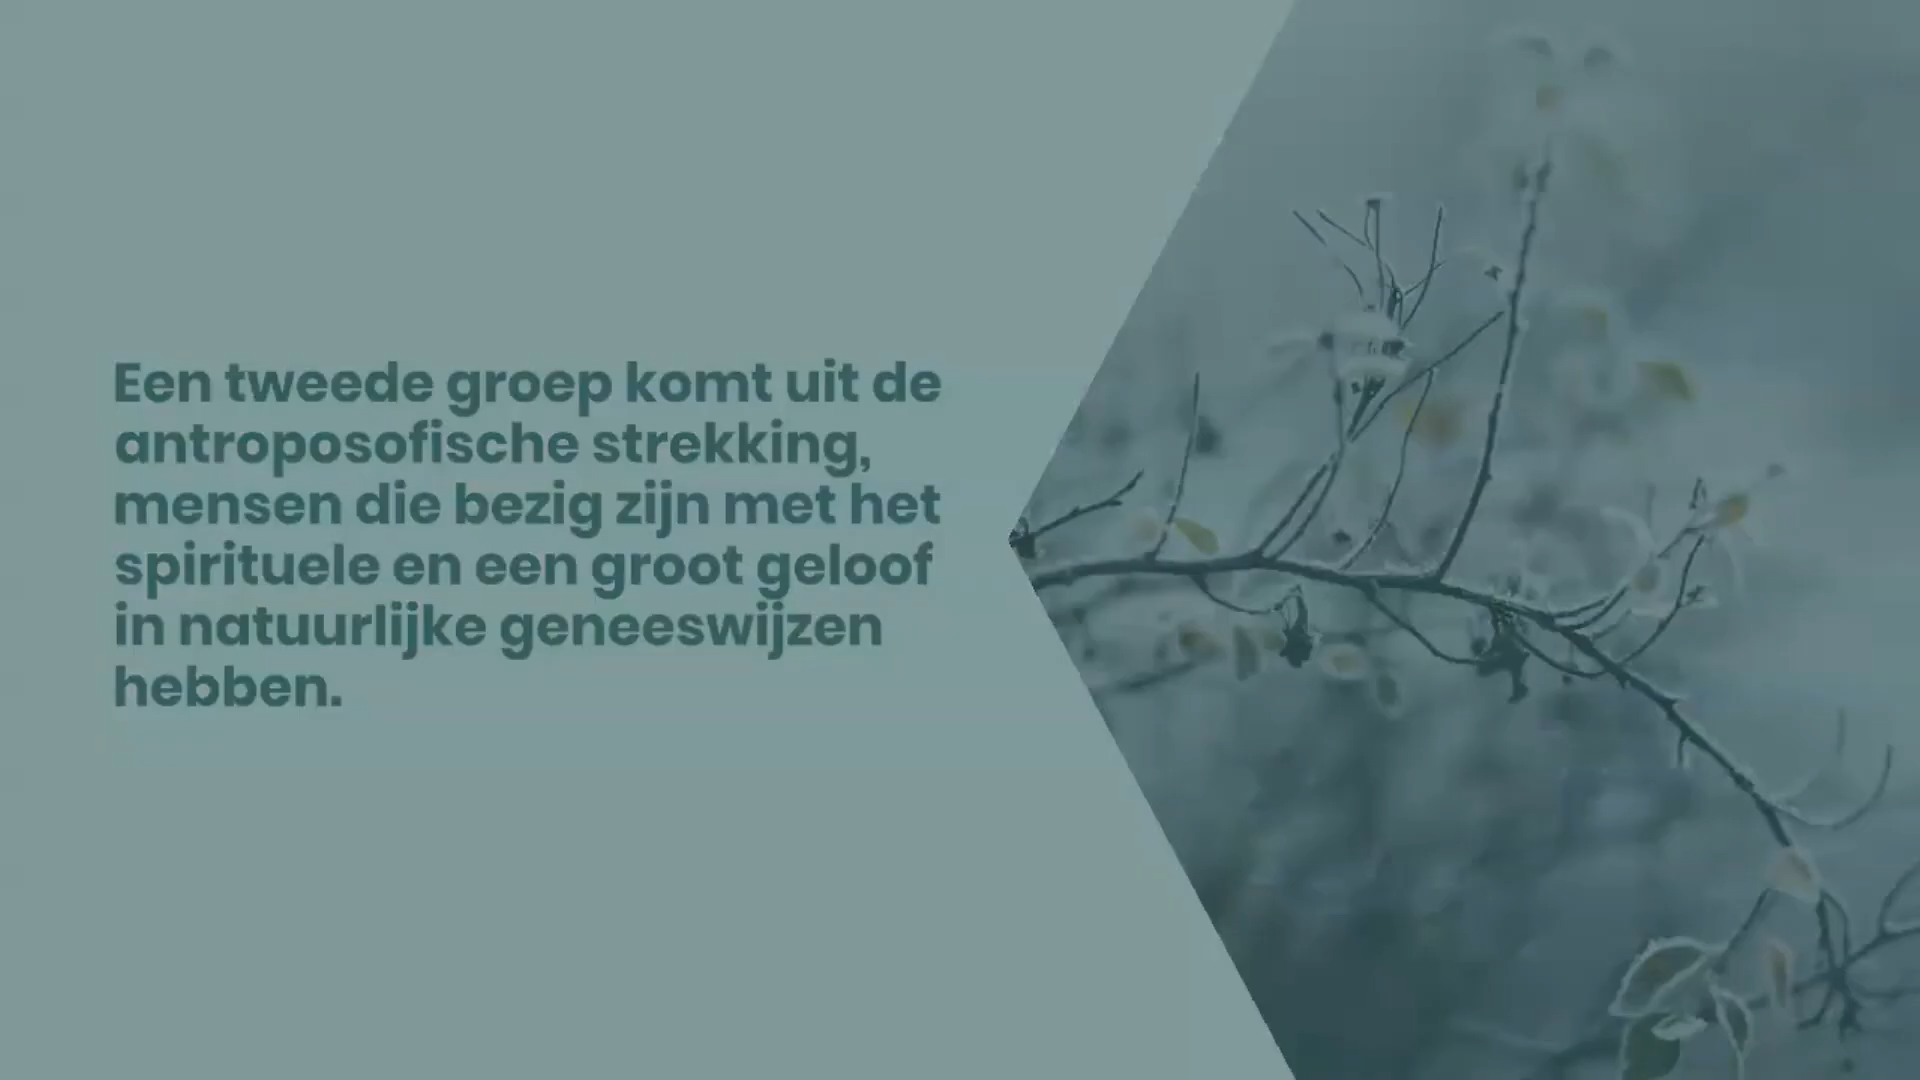 Een tweede groep komt uit de
antroposofische strekking,
mensen die bezig zijn met het
spirituele en een groot geloof
in natuurlijke geneeswijzen
hebben.